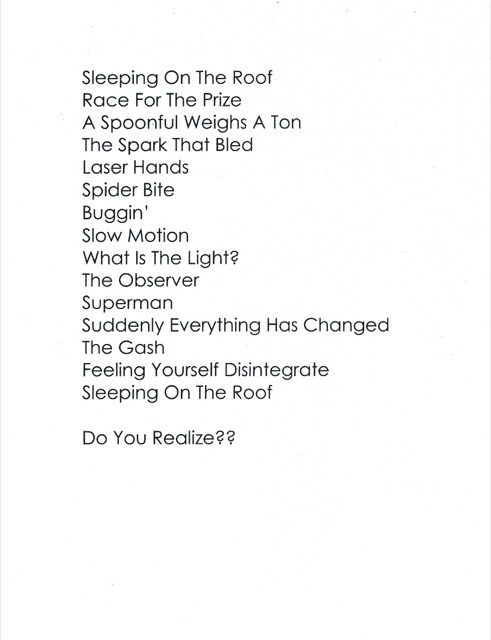 Sleeping On The Roof
Race For The Prize
A Spoonful Weighs A Ton
The Spark That Bled
Laser Hands
Spider Bite
Buggin'
Slow Motion
What Is The Light?
The Observer
Superman
Suddenly Everything Has Changed
The Gash
Feeling Yourself Disintegrate
Sleeping On The Roof
Do You Realize??